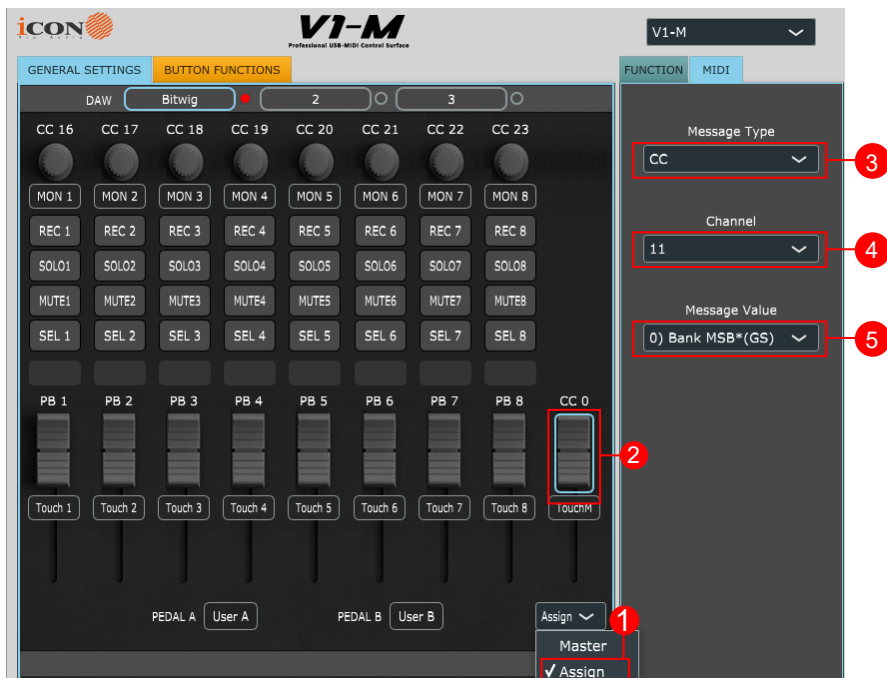 iCON
Pro Audio
V1-M
Professional USB-MIDI Control Surface
V1-M
GENERAL SETTINGS BUTTON FUNCTIONS
FUNCTION MIDI
DAW Bitwig 2 3
CC 16 CC 17 CC 18 CC 19 CC 20 CC 21 CC 22 CC 23
Message Type
CC
3
MON 1 MON 2 MON 3 MON 4 MON 5 MON 6 MON 7 MON 8
REC 1 REC 2 REC 3 REC 4 REC 5 REC 6 REC 7 REC 8
Channel
11
4
SOLO1 SOLO2 SOLO3 SOLO4 SOLO5 SOLO6 SOLO7 SOLO8
MUTE1 MUTE2 MUTE3 MUTE4 MUTE5 MUTE6 MUTE7 MUTE8
Message Value
0) Bank MSB*(GS)
5
SEL 1 SEL 2 SEL 3 SEL 4 SEL 5 SEL 6 SEL 7 SEL 8
PB 1 PB 2 PB 3 PB 4 PB 5 PB 6 PB 7 PB 8 CC 0
2
Touch 1 Touch 2 Touch 3 Touch 4 Touch 5 Touch 6 Touch 7 Touch 8 TouchM
PEDAL A User A PEDAL B User B Assign
1
Master
✓ Assign